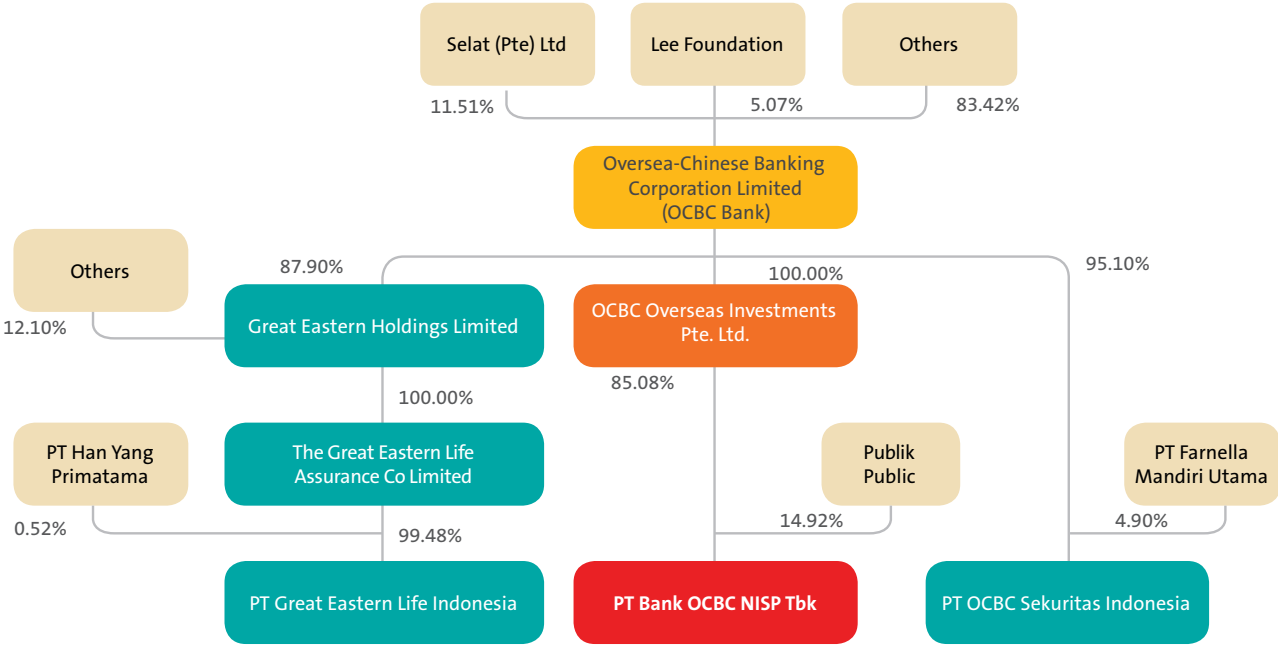 Selat (Pte) Ltd
Lee Foundation
Others
11.51%
5.07%
83.42%
Oversea-Chinese Banking
Corporation Limited
(OCBC Bank)
Others
87.90%
100.00%
95.10%
12.10%
Great Eastern Holdings Limited
OCBC Overseas Investments
Pte. Ltd.
85.08%
100.00%
PT Han Yang
Primatama
The Great Eastern Life
Assurance Co Limited
Publik
Public
PT Farnella
Mandiri Utama
0.52%
99.48%
14.92%
4.90%
PT Great Eastern Life Indonesia
PT Bank OCBC NISP Tbk
PT OCBC Sekuritas Indonesia